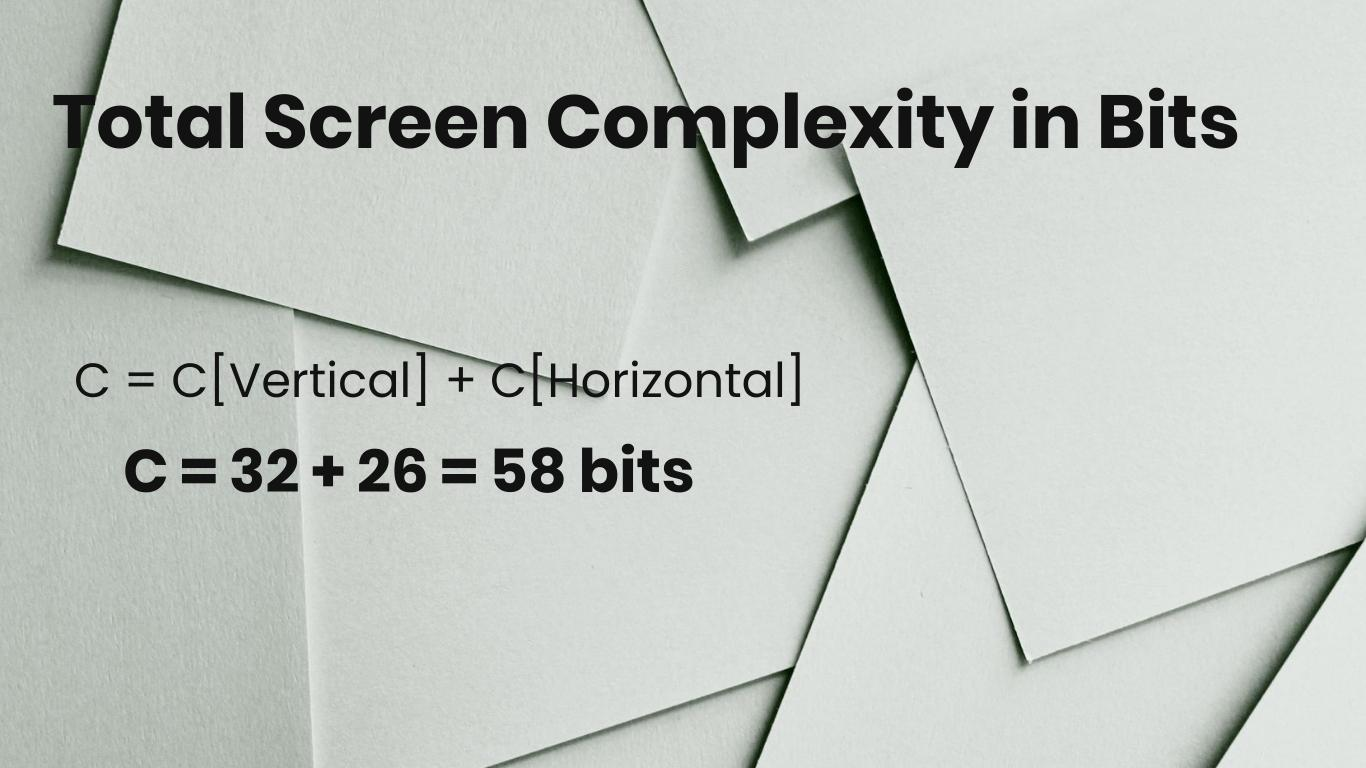 Total Screen Complexity in Bits
C = C[Vertical] + C[Horizontal]
C = 32 + 26 = 58 bits